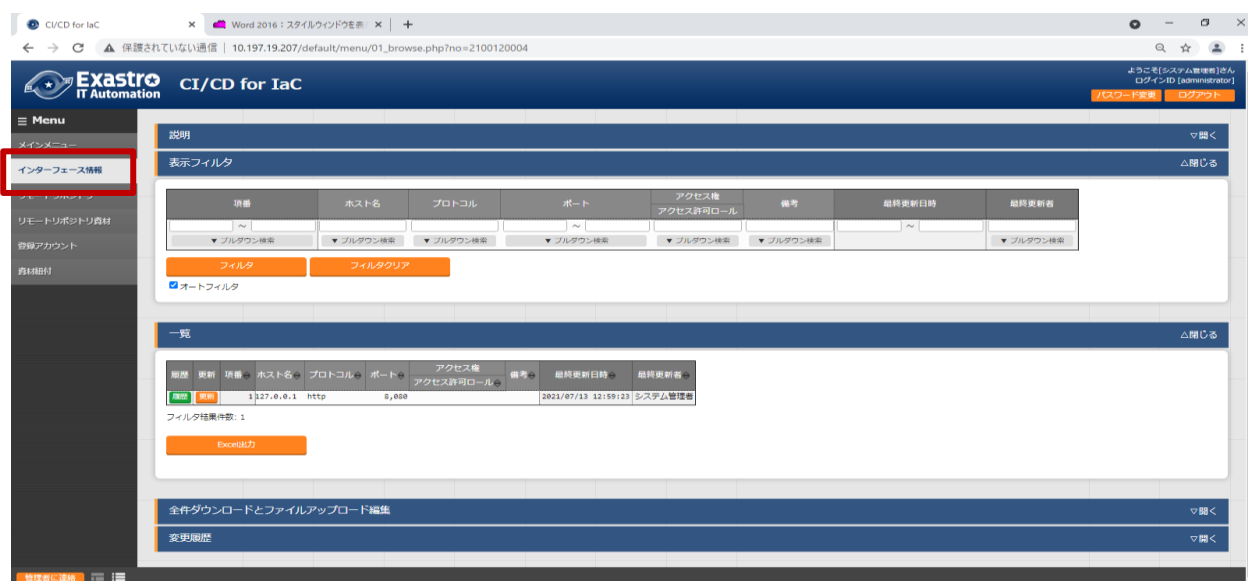 CI/CD for IaC
Word 2016：スタイルウィンドウを表
保護されていない通信 | 10.197.19.207/default/menu/01_browse.php?no=2100120004
Exastro
IT Automation
CI/CD for IaC
ようこそ[システム管理者]さん
ログインID [administrator]
パスワード変更 ログアウト
Menu
メインメニュー
インターフェース情報
リモートリポジトリ
リモートリポジトリ資材
登録アカウント
資材紐付
説明 ▽開く
表示フィルタ △閉じる
項番 ホスト名 プロトコル ポート アクセス権 備考 最終更新日時 最終更新者
アクセス許可ロール
～ ～ ～
▼ プルダウン検索 ▼ プルダウン検索 ▼ プルダウン検索 ▼ プルダウン検索 ▼ プルダウン検索 ▼ プルダウン検索 ▼ プルダウン検索
フィルタ フィルタクリア
オートフィルタ
一覧 △閉じる
履歴 更新 項番 ホスト名 プロトコル ポート アクセス権 備考 最終更新日時 最終更新者
アクセス許可ロール
履歴 更新 1 127.0.0.1 http 8,080 2021/07/13 12:59:23 システム管理者
フィルタ結果件数: 1
Excel出力
全件ダウンロードとファイルアップロード編集 ▽開く
変更履歴 ▽開く
管理者に連絡